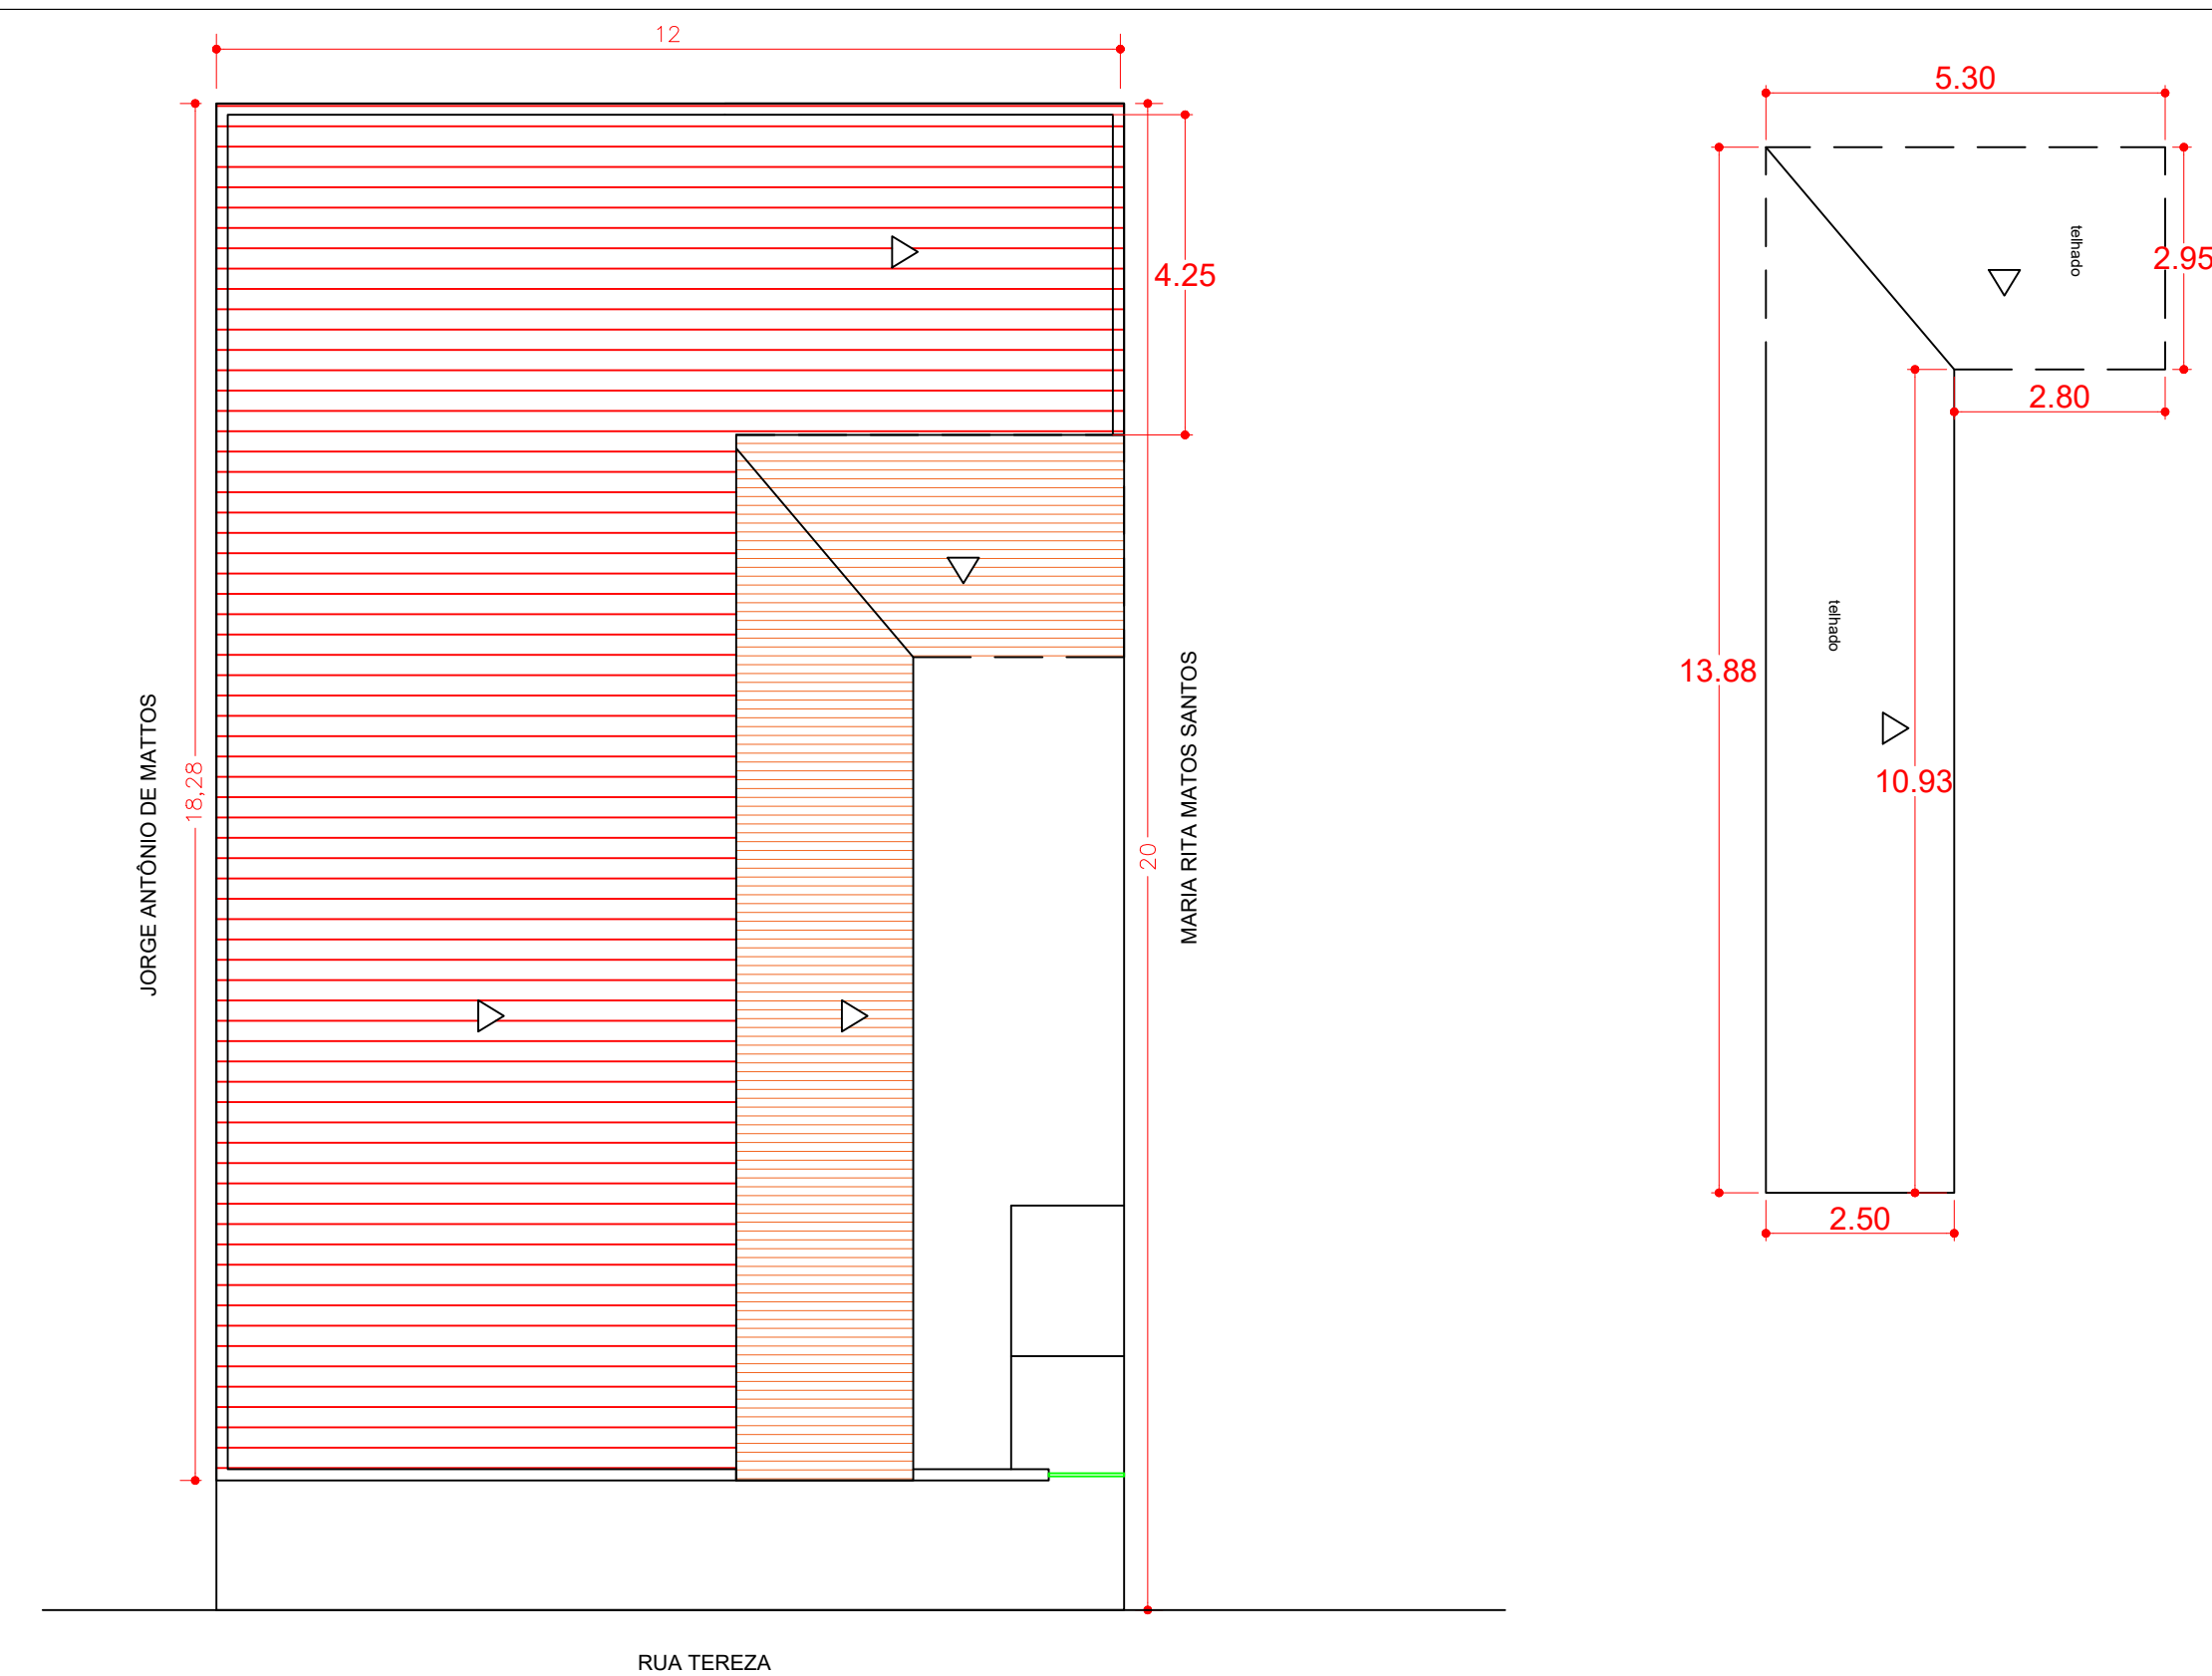 12
5.30
4.25
2.95
telhado
2.80
telhado
13.88
10.93
JORGE ANTÔNIO DE MATTOS
18,28
20
MARIA RITA MATOS SANTOS
2.50
RUA TEREZA